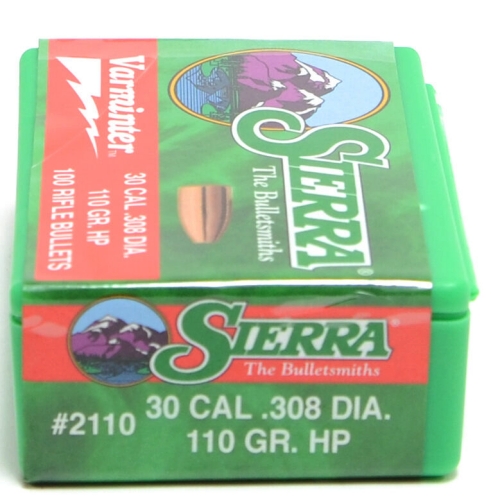 Varminter™
30 CAL .308 DIA.
110 GR. HP
100 RIFLE BULLETS
SIERRA®
The Bulletsmiths
SIERRA®
The Bulletsmiths
#2110 30 CAL .308 DIA.
110 GR. HP